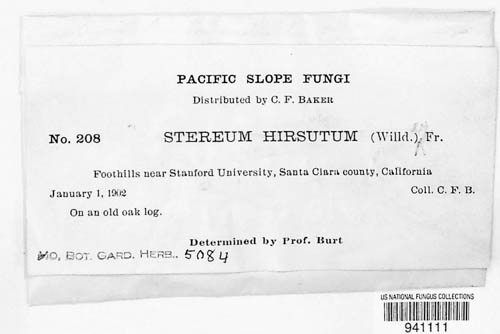 PACIFIC SLOPE FUNGI
Distributed by C. F. BAKER
No. 208 STEREUM HIRSUTUM (Willd.) Fr.
Foothills near Stanford University, Santa Clara county, California
January 1, 1902 Coll. C. F. B.
On an old oak log.
Determined by Prof. Burt
MO, BOT. GARD. HERB.. 5084
US NATIONAL FUNGUS COLLECTIONS
941111